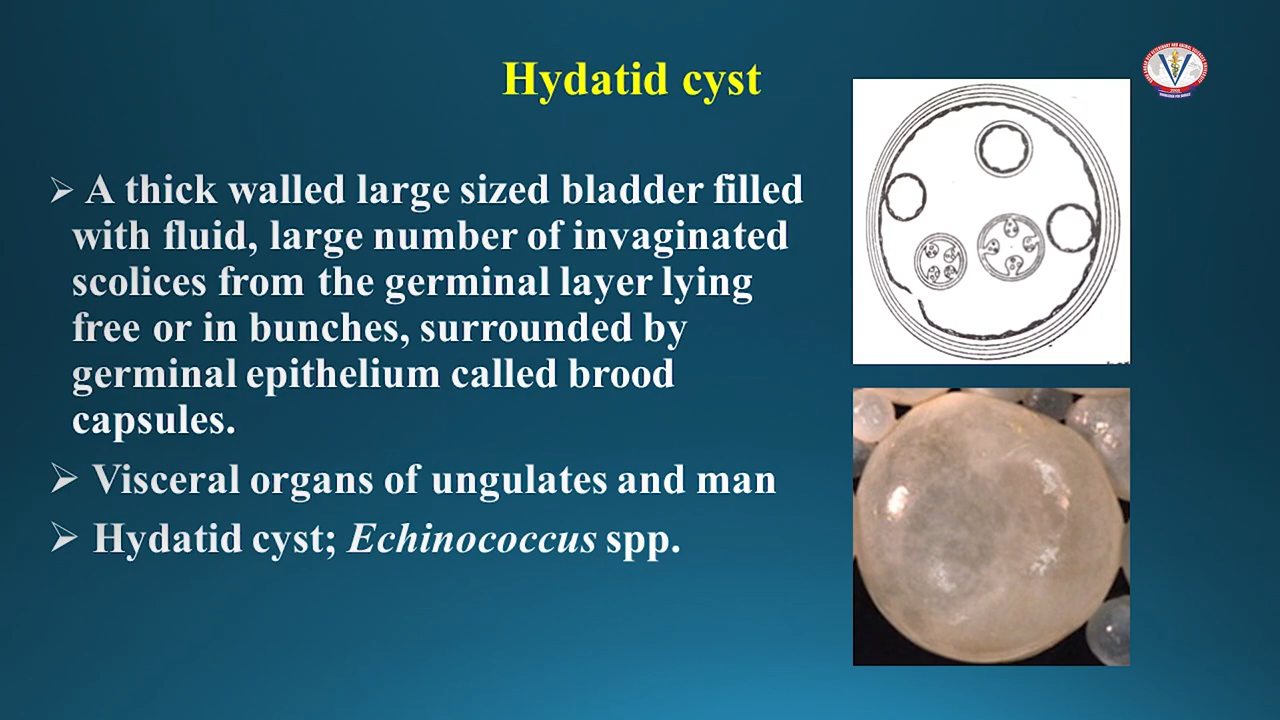 Hydatid cyst
➢ A thick walled large sized bladder filled
with fluid, large number of invaginated
scolices from the germinal layer lying
free or in bunches, surrounded by
germinal epithelium called brood
capsules.
➢ Visceral organs of ungulates and man
➢ Hydatid cyst; Echinococcus spp.
V